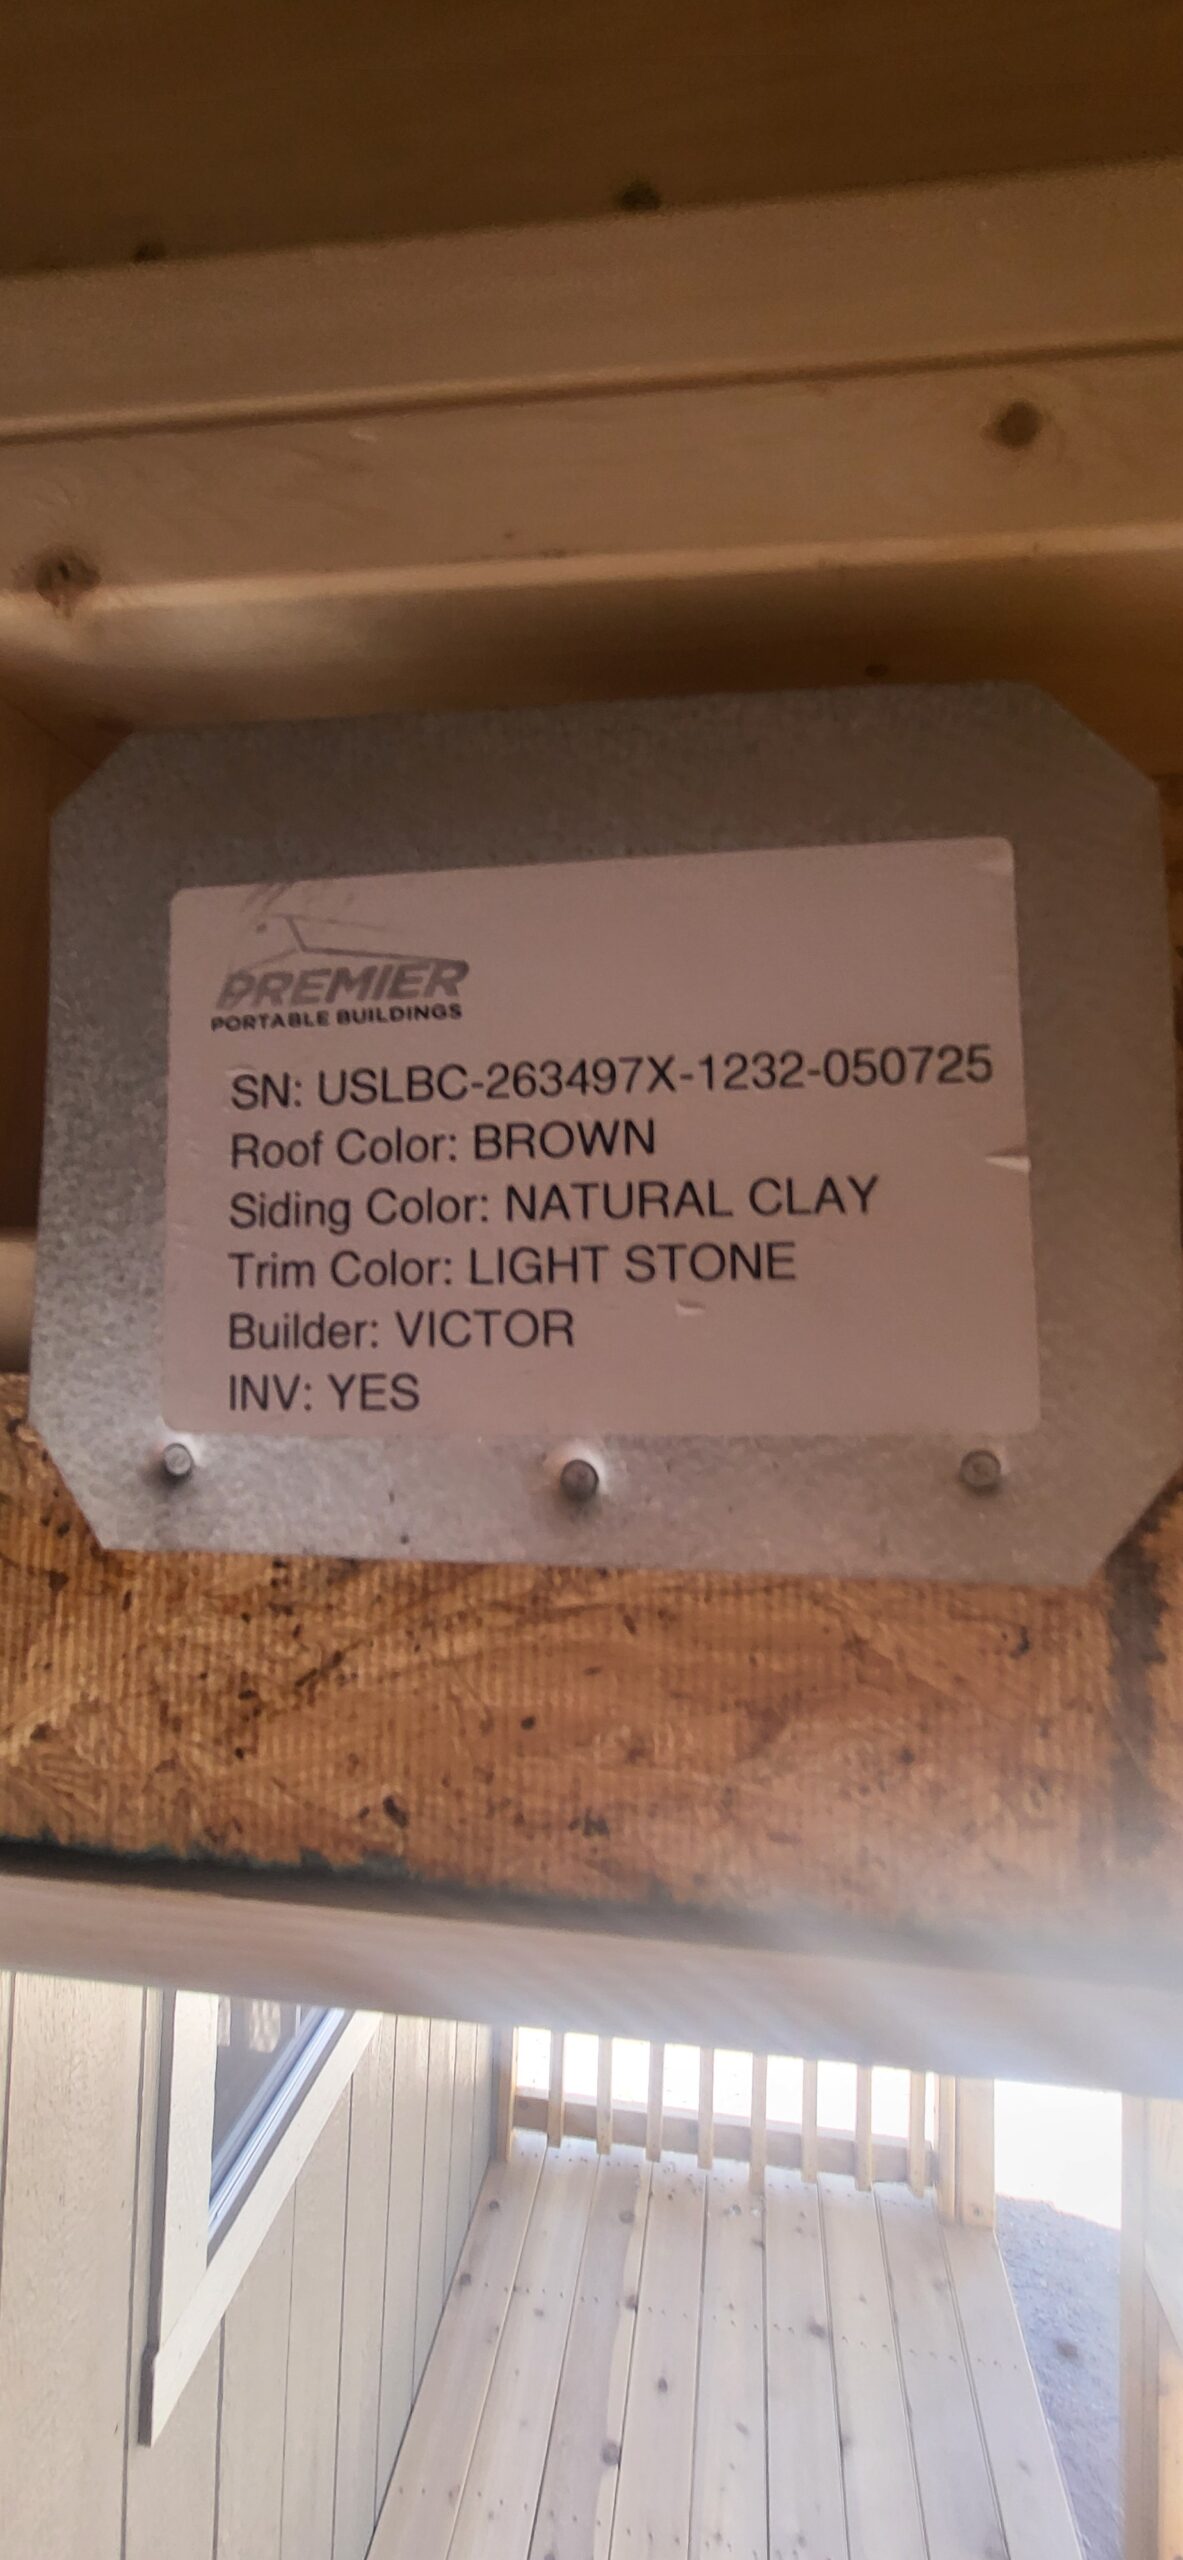 PREMIER
PORTABLE BUILDINGS
SN: USLBC-263497X-1232-050725
Roof Color: BROWN
Siding Color: NATURAL CLAY
Trim Color: LIGHT STONE
Builder: VICTOR
INV: YES